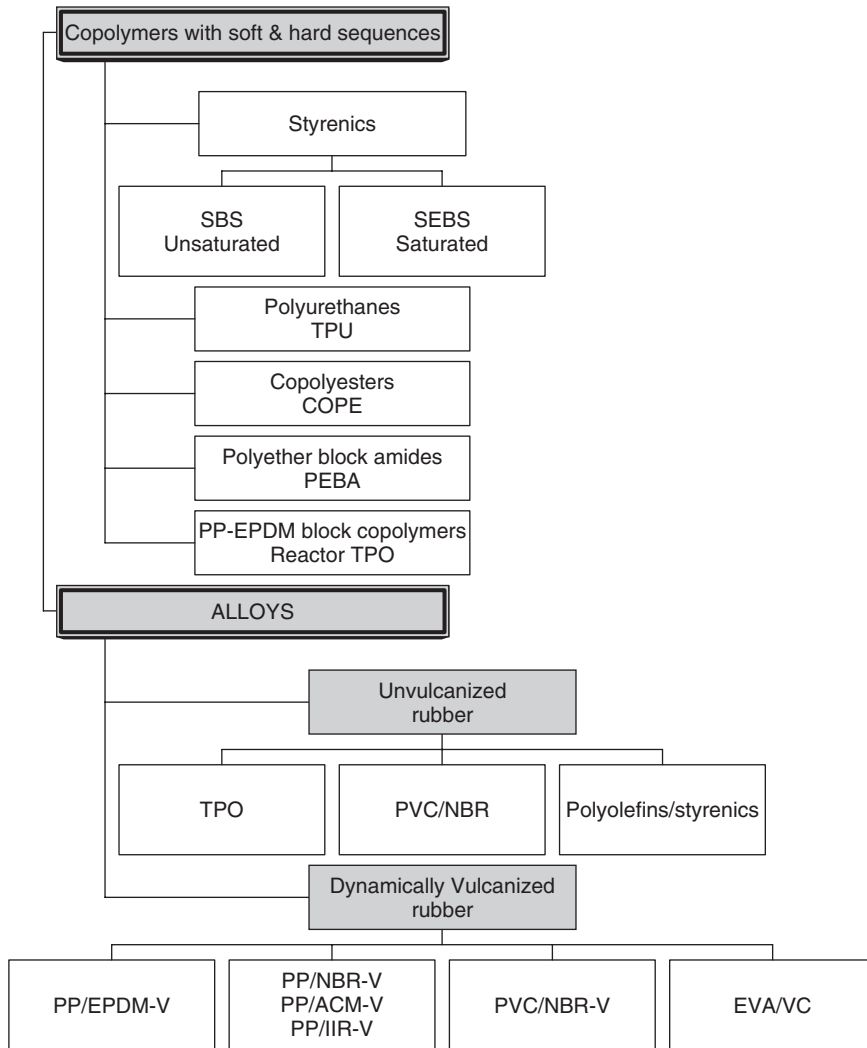 Copolymers with soft & hard sequences
Styrenics
SBS
Unsaturated
SEBS
Saturated
Polyurethanes
TPU
Copolyesters
COPE
Polyether block amides
PEBA
PP-EPDM block copolymers
Reactor TPO
ALLOYS
Unvulcanized
rubber
TPO
PVC/NBR
Polyolefins/styrenics
Dynamically Vulcanized
rubber
PP/EPDM-V
PP/NBR-V
PP/ACM-V
PP/IIR-V
PVC/NBR-V
EVA/VC